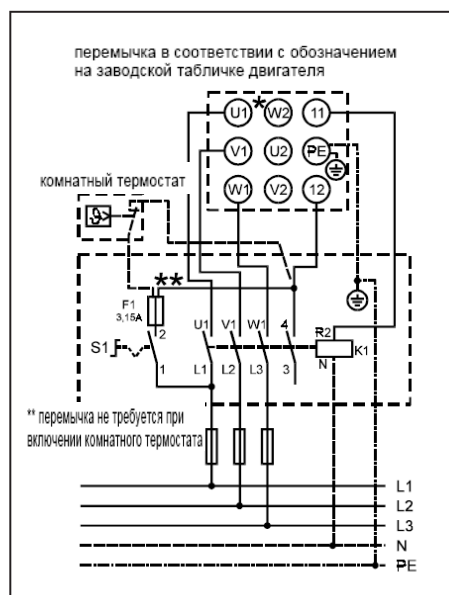 перемычка в соответствии с обозначением
на заводской табличке двигателя
U1 * W2 11
V1 U2 PE
W1 V2 12
комнатный термостат
**
F1
3,15A
2
U1 V1 W1 4
R2
S1
N
K1
1
L1 L2 L3 3
** перемычка не требуется при
включении комнатного термостата
L1
L2
L3
N
PE